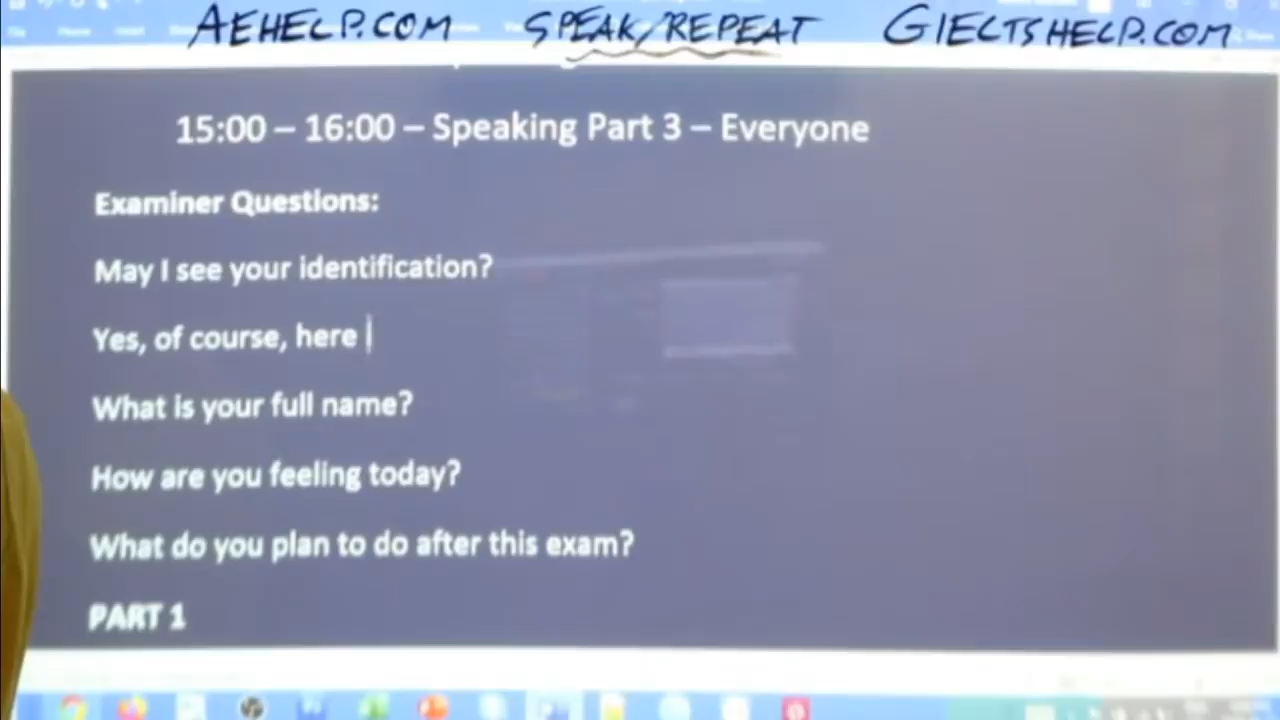 AEHELP.COM SPEAK/REPEAT GIELTSHELP.COM
15:00 – 16:00 – Speaking Part 3 – Everyone
Examiner Questions:
May I see your identification?
Yes, of course, here
What is your full name?
How are you feeling today?
What do you plan to do after this exam?
PART 1